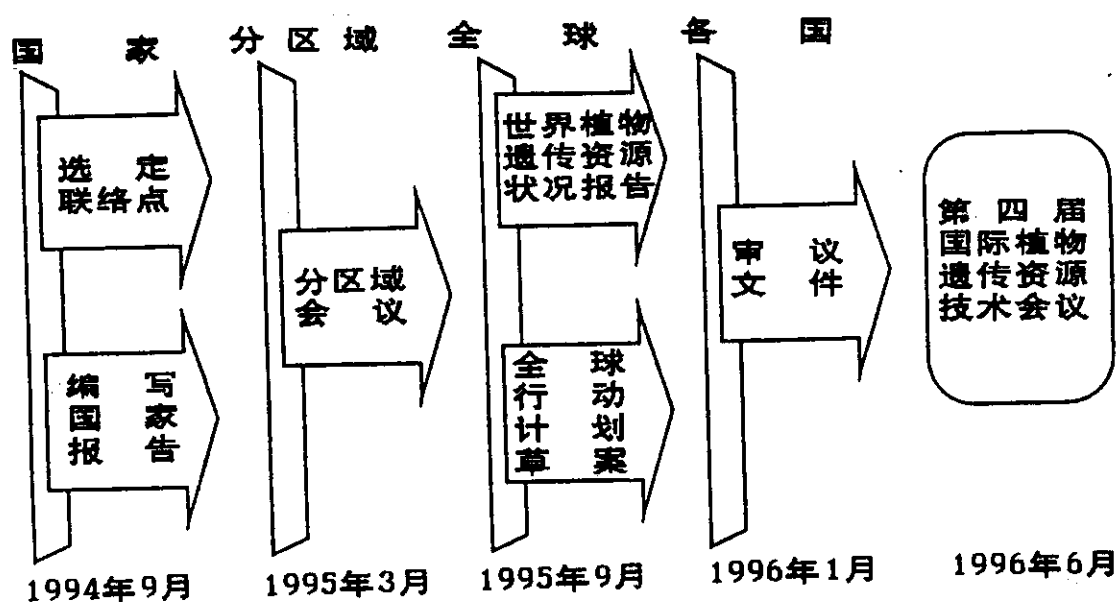 国家 分区域 全球 各国
选定
联络点
编写
国家
报告
分区域
会议
世界植物
遗传资源
状况报告
全球
行动
计划
草案
审议
文件
第四届
国际植物
遗传资源
技术会议
1994年9月 1995年3月 1995年9月 1996年1月 1996年6月